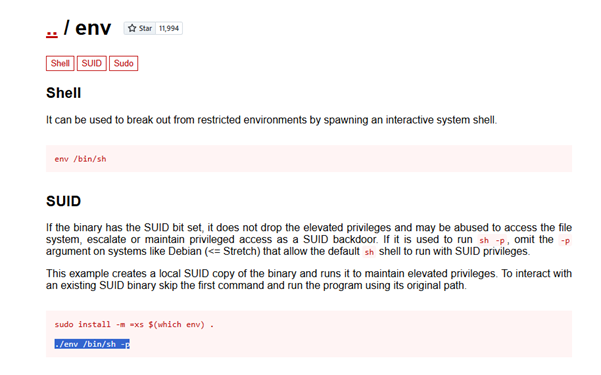 .. / env Star 11,994
Shell SUID Sudo
Shell
It can be used to break out from restricted environments by spawning an interactive system shell.
env /bin/sh
SUID
If the binary has the SUID bit set, it does not drop the elevated privileges and may be abused to access the file
system, escalate or maintain privileged access as a SUID backdoor. If it is used to run sh -p, omit the -p
argument on systems like Debian (<= Stretch) that allow the default sh shell to run with SUID privileges.
This example creates a local SUID copy of the binary and runs it to maintain elevated privileges. To interact with
an existing SUID binary skip the first command and run the program using its original path.
sudo install -m =xs $(which env) .
./env /bin/sh -p